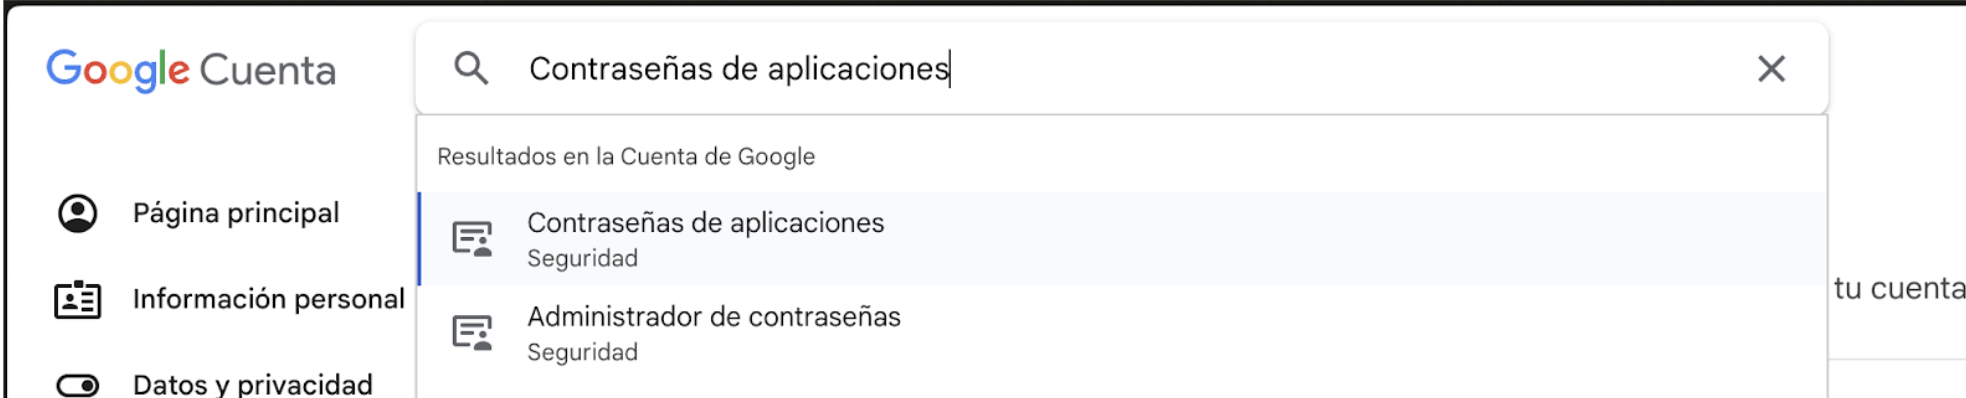 Google Cuenta
Contraseñas de aplicaciones
Resultados en la Cuenta de Google
Página principal
Contraseñas de aplicaciones
Seguridad
Información personal
tu cuenta
Administrador de contraseñas
Seguridad
Datos y privacidad